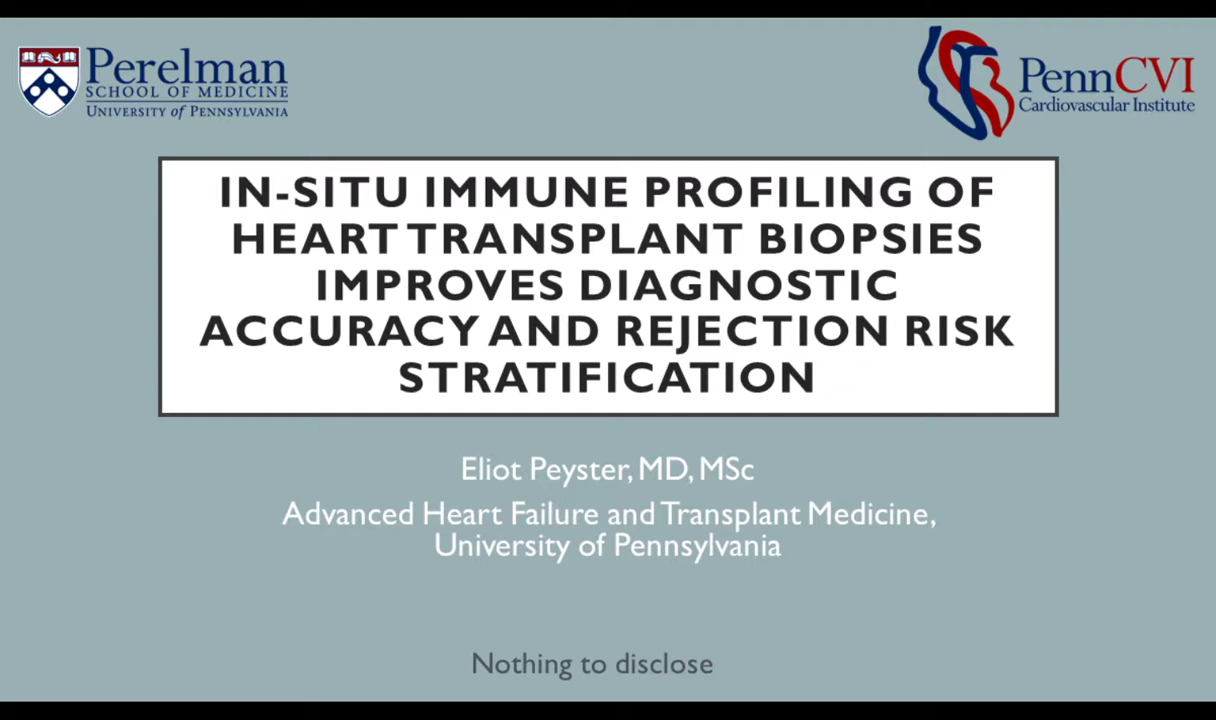 Perelman
SCHOOL OF MEDICINE
UNIVERSITY of PENNSYLVANIA
PennCVI
Cardiovascular Institute
IN-SITU IMMUNE PROFILING OF
HEART TRANSPLANT BIOPSIES
IMPROVES DIAGNOSTIC
ACCURACY AND REJECTION RISK
STRATIFICATION
Eliot Peyster, MD, MSc
Advanced Heart Failure and Transplant Medicine,
University of Pennsylvania
Nothing to disclose